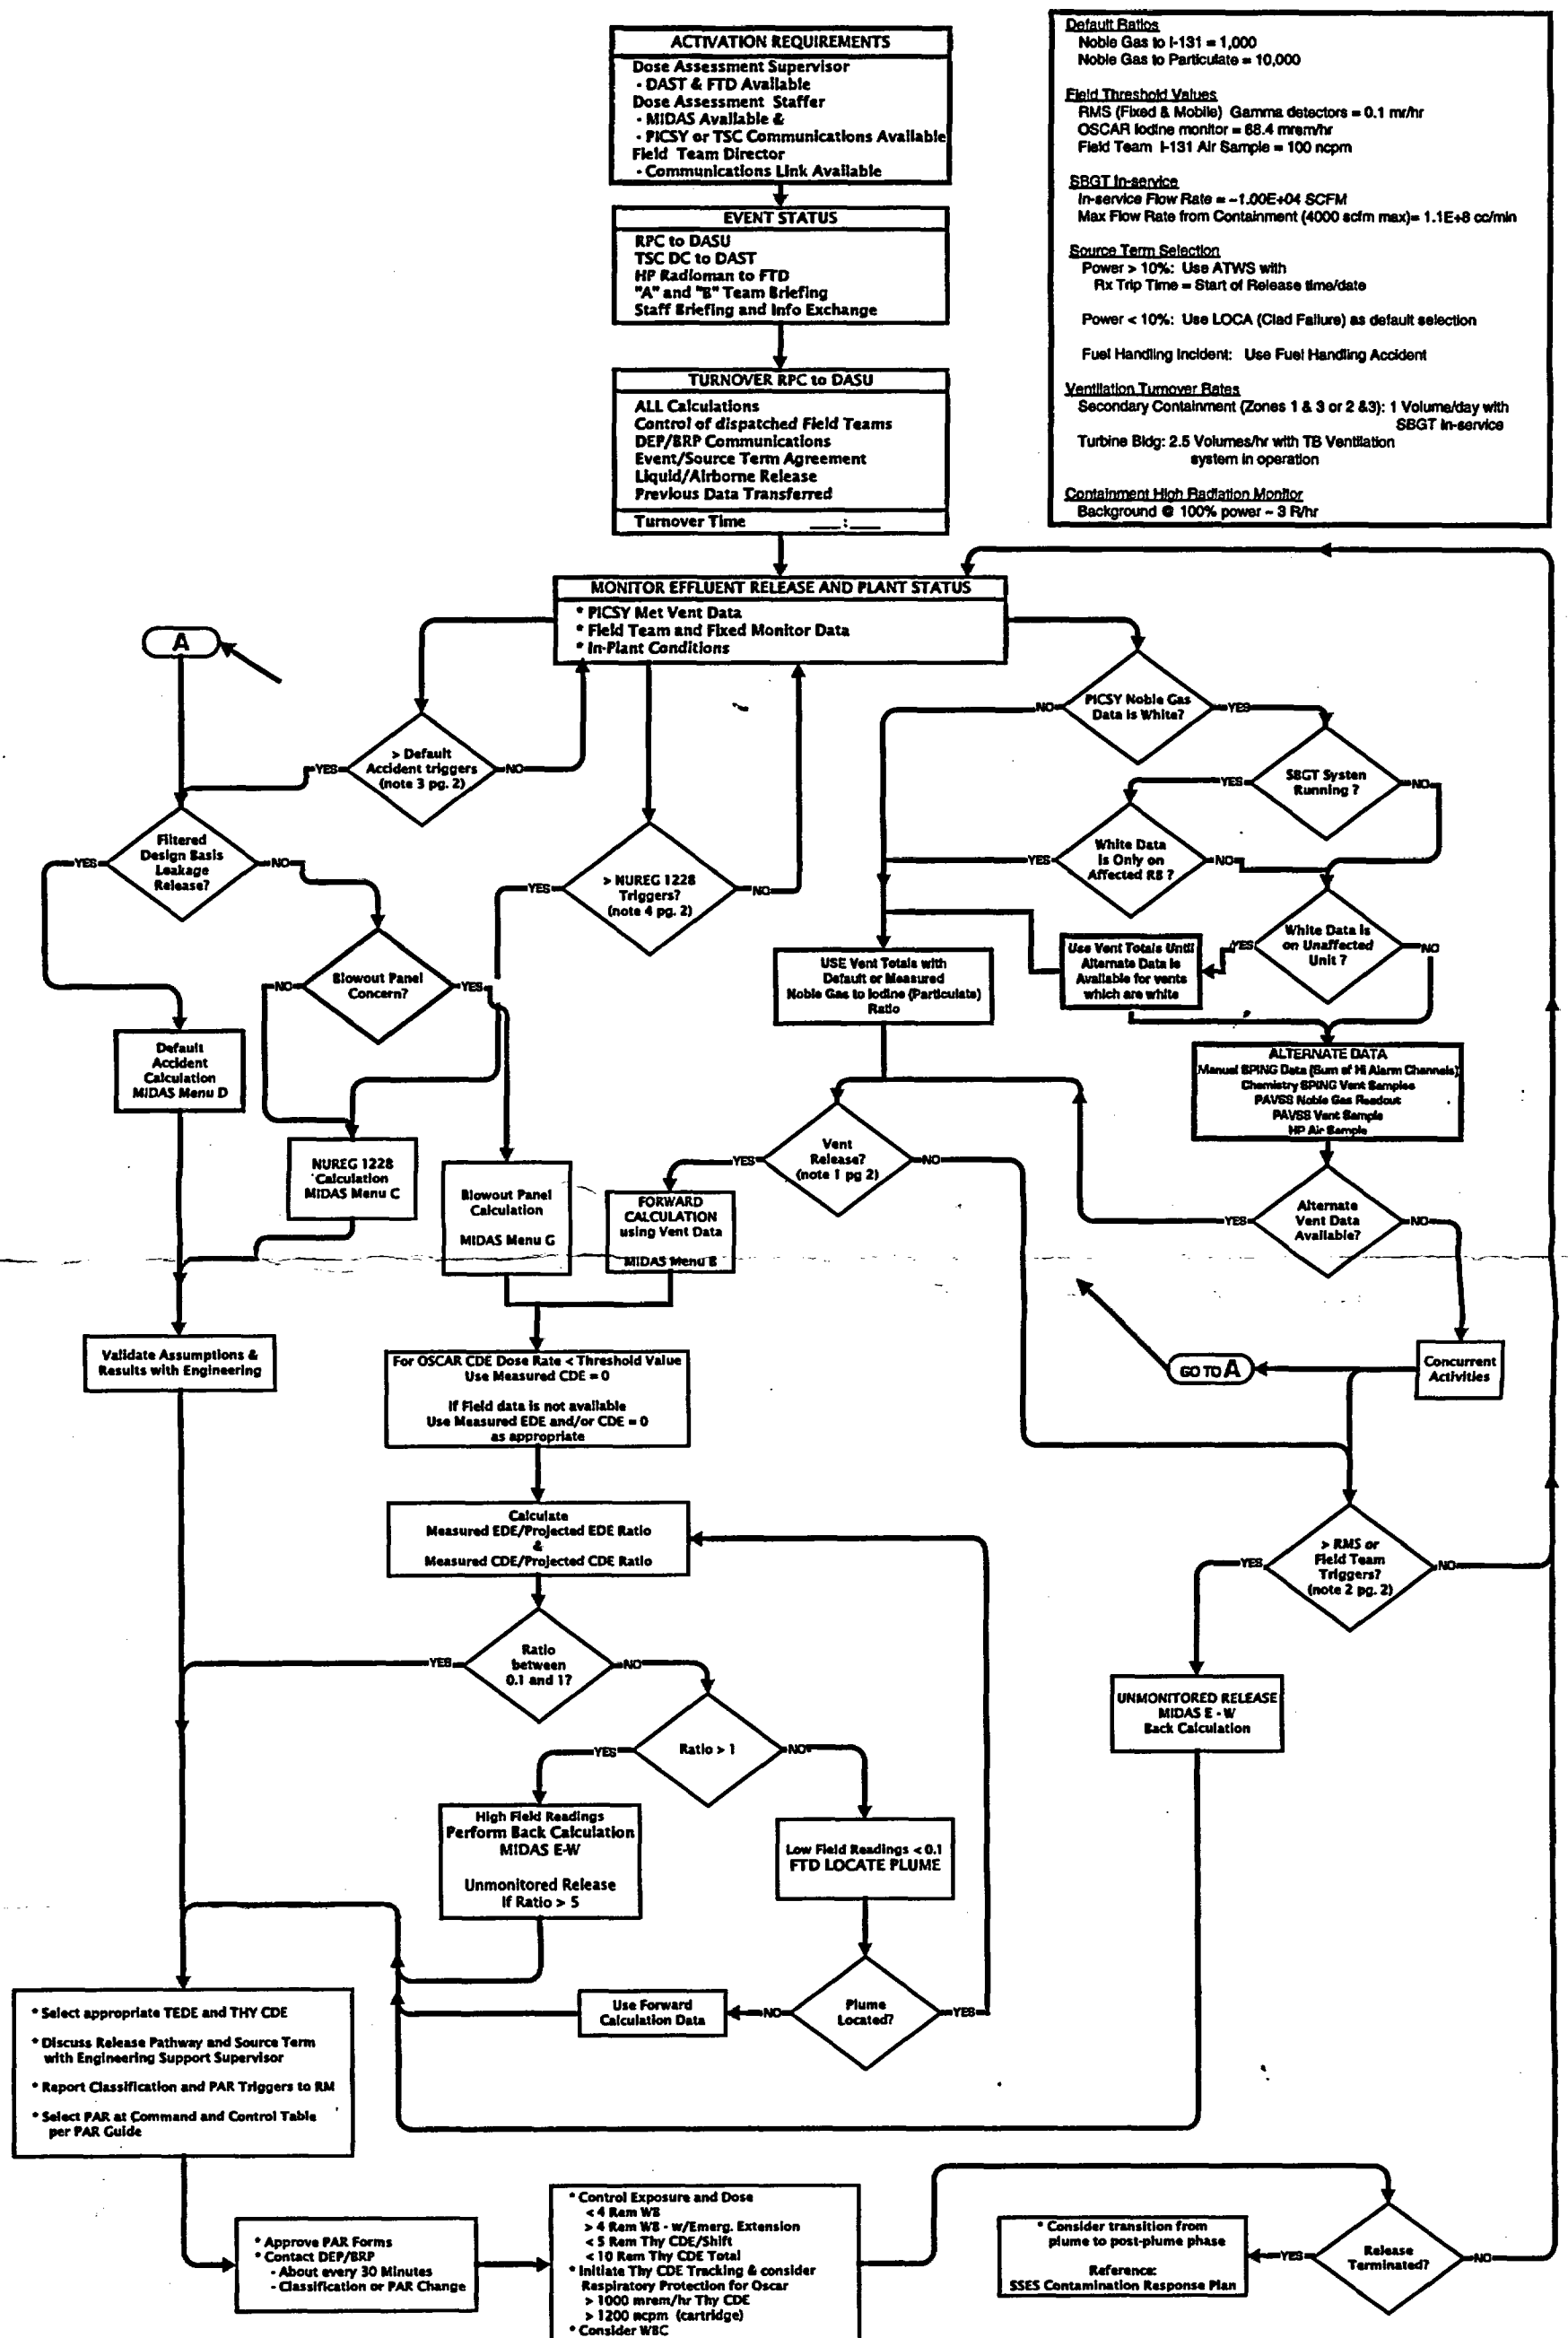 ACTIVATION REQUIREMENTS
Dose Assessment Supervisor
- DAST & FTD Available
Dose Assessment Staffer
- MIDAS Available &
- PICSY or TSC Communications Available
Field Team Director
- Communications Link Available
Default Ratios
Noble Gas to I-131 = 1,000
Noble Gas to Particulate = 10,000
Field Threshold Values
RMS (Fixed & Mobile) Gamma detectors = 0.1 mr/hr
OSCAR Iodine monitor = 68.4 mrem/hr
Field Team I-131 Air Sample = 100 ncpm
SBGT In-service
In-service Flow Rate = ~1.00E+04 SCFM
Max Flow Rate from Containment (4000 scfm max)= 1.1E+8 cc/min
Source Term Selection
Power > 10%: Use ATWS with
Rx Trip Time = Start of Release time/date
Power < 10%: Use LOCA (Clad Failure) as default selection
Fuel Handling Incident: Use Fuel Handling Accident
Ventilation Turnover Rates
Secondary Containment (Zones 1 & 3 or 2 &3): 1 Volume/day with
SBGT In-service
Turbine Bldg: 2.5 Volumes/hr with TB Ventilation
system in operation
Containment High Radiation Monitor
Background @ 100% power ~ 3 R/hr
EVENT STATUS
RPC to DASU
TSC DC to DAST
HP Radioman to FTD
"A" and "B" Team Briefing
Staff Briefing and Info Exchange
TURNOVER RPC to DASU
ALL Calculations
Control of dispatched Field Teams
DEP/BRP Communications
Event/Source Term Agreement
Liquid/Airborne Release
Previous Data Transferred
Turnover Time ___:___
MONITOR EFFLUENT RELEASE AND PLANT STATUS
* PICSY Met Vent Data
* Field Team and Fixed Monitor Data
* In-Plant Conditions
A
> Default
Accident triggers
(note 3 pg. 2)
YES
NO
PICSY Noble Gas
Data is White?
NO
YES
SBGT System
Running ?
YES
NO
Filtered
Design Basis
Leakage
Release?
YES
NO
> NUREG 1228
Triggers?
(note 4 pg. 2)
YES
NO
White Data
is Only on
Affected RB ?
YES
NO
White Data is
on Unaffected
Unit ?
YES
NO
Blowout Panel
Concern?
NO
YES
USE Vent Totals with
Default or Measured
Noble Gas to Iodine (Particulate)
Ratio
Use Vent Totals Until
Alternate Data is
Available for vents
which are white
Default
Accident
Calculation
MIDAS Menu D
ALTERNATE DATA
Manual SPING Data (Sum of Hi Alarm Channels)
Chemistry SPING Vent Samples
PAVSS Noble Gas Readout
PAVSS Vent Sample
HP Air Sample
NUREG 1228
Calculation
MIDAS Menu C
Blowout Panel
Calculation
MIDAS Menu G
Vent
Release?
(note 1 pg 2)
YES
NO
FORWARD
CALCULATION
using Vent Data
MIDAS Menu B
Alternate
Vent Data
Available?
YES
NO
Validate Assumptions &
Results with Engineering
For OSCAR CDE Dose Rate < Threshold Value
Use Measured CDE = 0
If Field data is not available
Use Measured EDE and/or CDE = 0
as appropriate
GO TO A
Concurrent
Activities
Calculate
Measured EDE/Projected EDE Ratio
&
Measured CDE/Projected CDE Ratio
> RMS or
Field Team
Triggers?
(note 2 pg. 2)
YES
NO
Ratio
between
0.1 and 1?
YES
NO
UNMONITORED RELEASE
MIDAS E - W
Back Calculation
Ratio > 1
YES
NO
High Field Readings
Perform Back Calculation
MIDAS E-W
Unmonitored Release
If Ratio > 5
Low Field Readings < 0.1
FTD LOCATE PLUME
Use Forward
Calculation Data
Plume
Located?
NO
YES
* Select appropriate TEDE and THY CDE
* Discuss Release Pathway and Source Term
with Engineering Support Supervisor
* Report Classification and PAR Triggers to RM
* Select PAR at Command and Control Table
per PAR Guide
* Approve PAR Forms
* Contact DEP/BRP
- About every 30 Minutes
- Classification or PAR Change
* Control Exposure and Dose
< 4 Rem WB
> 4 Rem WB - w/Emerg. Extension
< 5 Rem Thy CDE/Shift
< 10 Rem Thy CDE Total
* Initiate Thy CDE Tracking & consider
Respiratory Protection for Oscar
> 1000 mrem/hr Thy CDE
> 1200 ncpm (cartridge)
* Consider WBC
* Consider transition from
plume to post-plume phase
Reference:
SSES Contamination Response Plan
Release
Terminated?
YES
NO